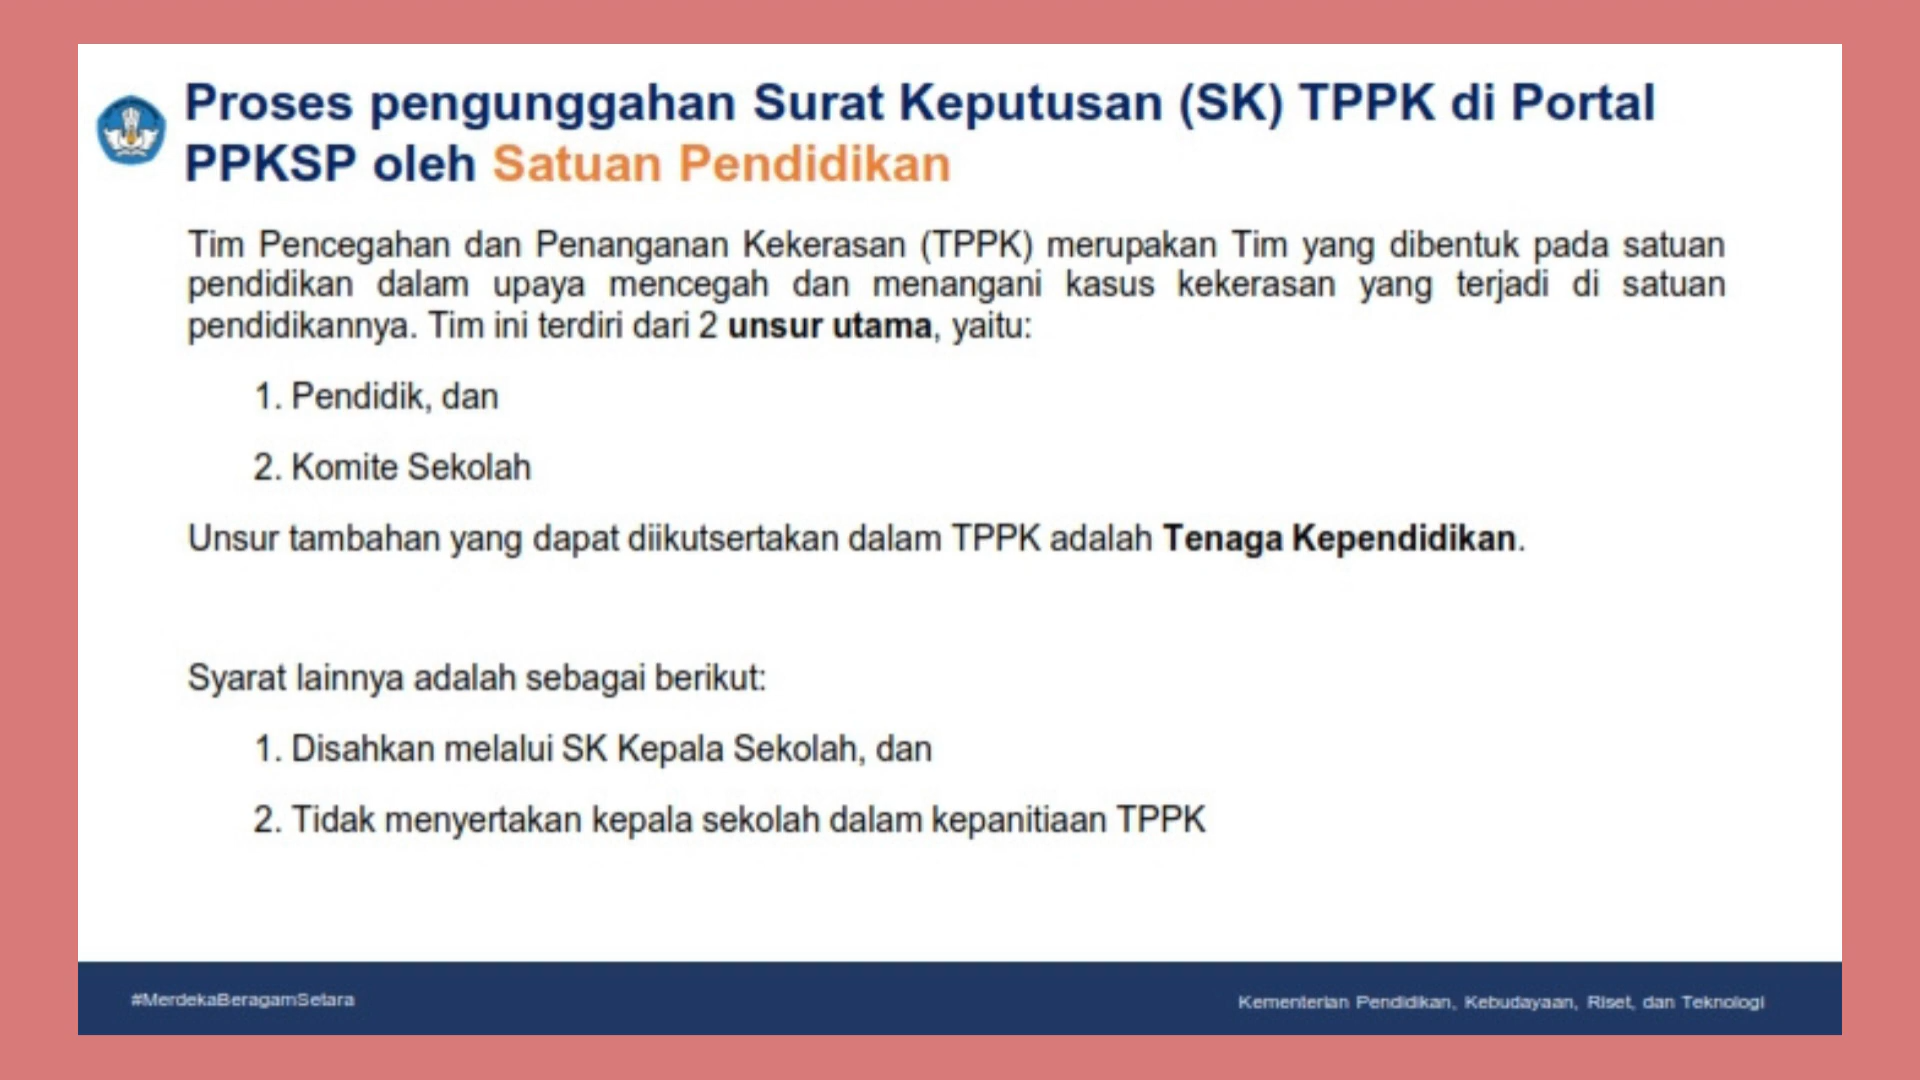 Proses pengunggahan Surat Keputusan (SK) TPPK di Portal
PPKSP oleh Satuan Pendidikan
Tim Pencegahan dan Penanganan Kekerasan (TPPK) merupakan Tim yang dibentuk pada satuan
pendidikan dalam upaya mencegah dan menangani kasus kekerasan yang terjadi di satuan
pendidikannya. Tim ini terdiri dari 2 unsur utama, yaitu:
1. Pendidik, dan
2. Komite Sekolah
Unsur tambahan yang dapat diikutsertakan dalam TPPK adalah Tenaga Kependidikan.
Syarat lainnya adalah sebagai berikut:
1. Disahkan melalui SK Kepala Sekolah, dan
2. Tidak menyertakan kepala sekolah dalam kepanitiaan TPPK
#MerdekaBeragamSetara
Kementerian Pendidikan, Kebudayaan, Riset, dan Teknologi